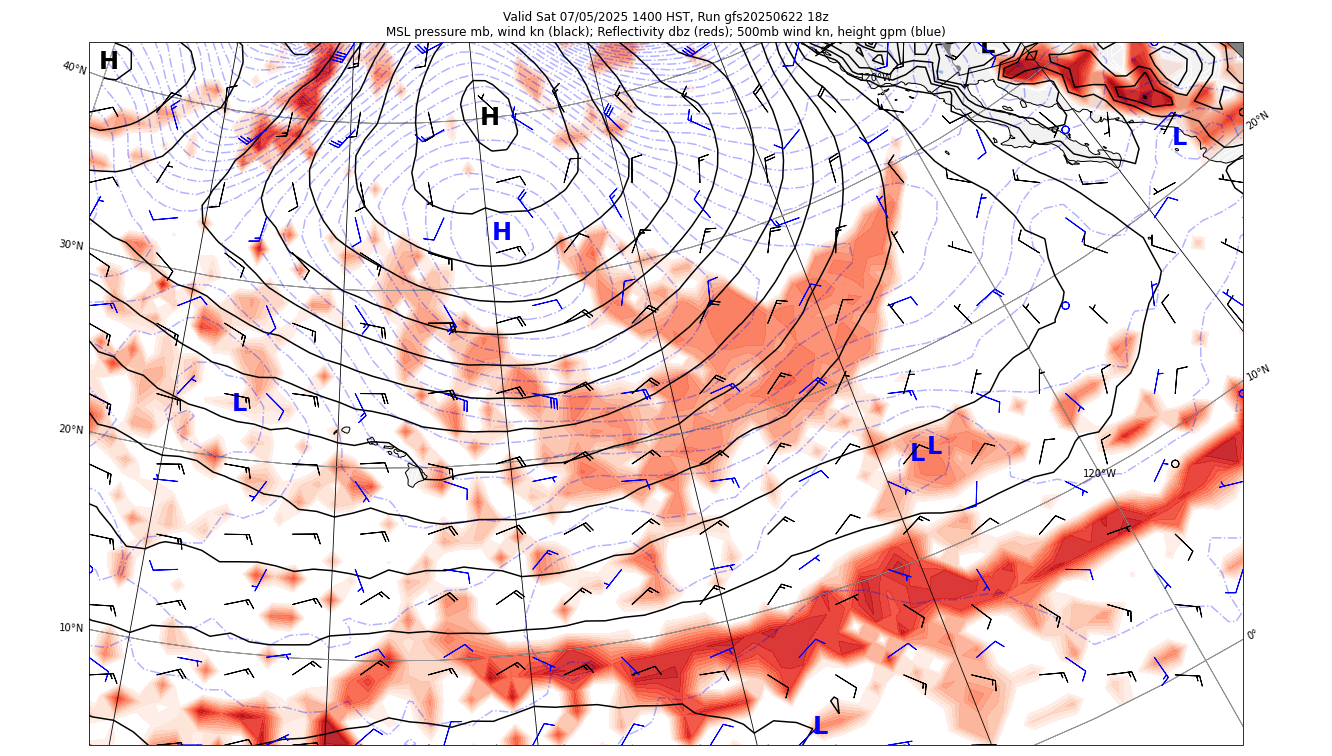 Valid Sat 07/05/2025 1400 HST, Run gfs20250622 18z
MSL pressure mb, wind kn (black); Reflectivity dbz (reds); 500mb wind kn, height gpm (blue)
L
H
40°N
120°W
H
20°N
L
H
30°N
10°N
L
20°N
L
L
120°W
10°N
0°
L